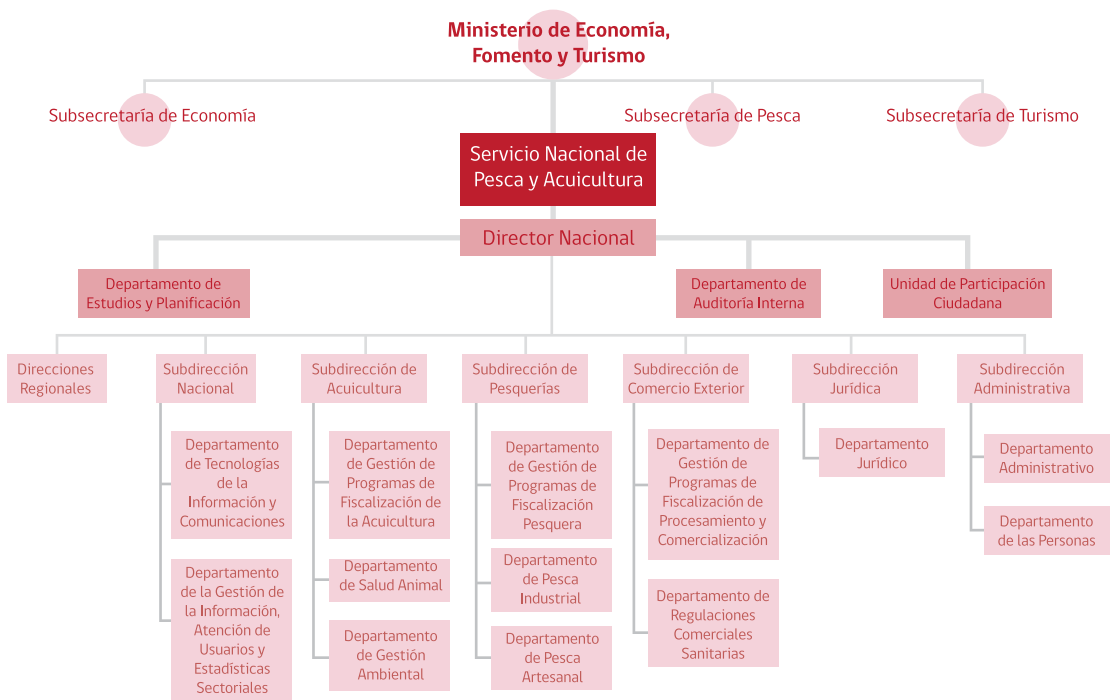 Ministerio de Economía,
Fomento y Turismo
Subsecretaría de Economía
Subsecretaría de Pesca
Subsecretaría de Turismo
Servicio Nacional de
Pesca y Acuicultura
Director Nacional
Departamento de
Estudios y Planificación
Departamento de
Auditoría Interna
Unidad de Participación
Ciudadana
Direcciones
Regionales
Subdirección
Nacional
Subdirección de
Acuicultura
Subdirección de
Pesquerías
Subdirección de
Comercio Exterior
Subdirección
Jurídica
Subdirección
Administrativa
Departamento
de Tecnologías
de la
Información y
Comunicaciones
Departamento
de la Gestión de
la Información,
Atención de
Usuarios y
Estadísticas
Sectoriales
Departamento
de Gestión de
Programas de
Fiscalización de
la Acuicultura
Departamento
de Salud Animal
Departamento
de Gestión
Ambiental
Departamento
de Gestión de
Programas de
Fiscalización
Pesquera
Departamento
de Pesca
Industrial
Departamento
de Pesca
Artesanal
Departamento de
Gestión de
Programas de
Fiscalización de
Procesamiento y
Comercialización
Departamento de
Regulaciones
Comerciales
Sanitarias
Departamento
Jurídico
Departamento
Administrativo
Departamento
de las Personas